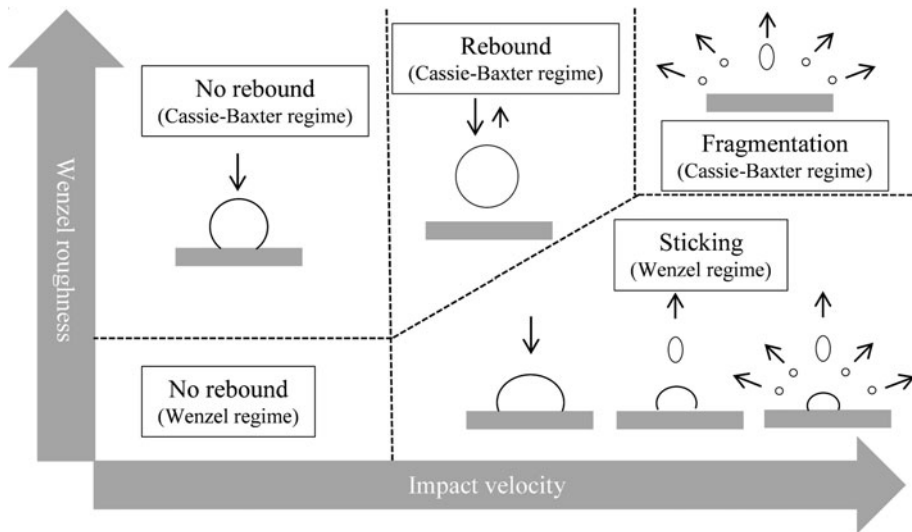 Wenzel roughness
No rebound
(Cassie-Baxter regime)
Rebound
(Cassie-Baxter regime)
Fragmentation
(Cassie-Baxter regime)
Sticking
(Wenzel regime)
No rebound
(Wenzel regime)
Impact velocity